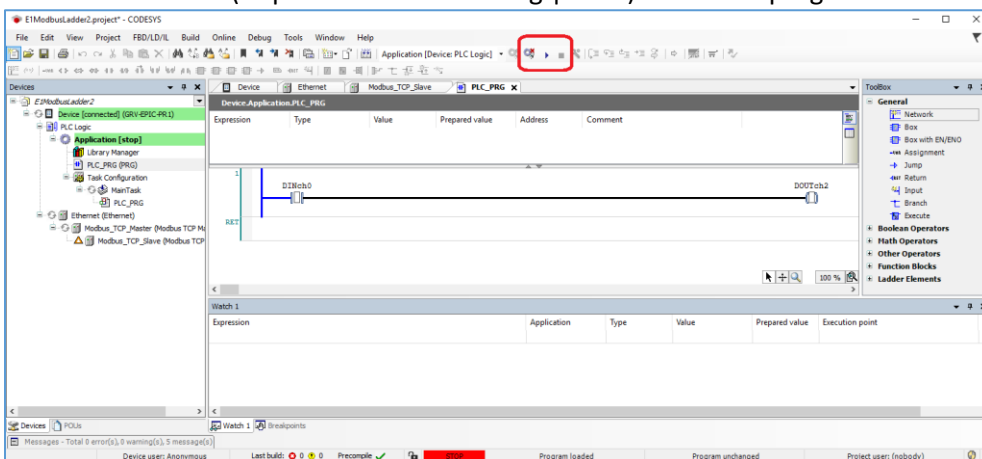 E1ModbusLadder2.project* - CODESYS
File Edit View Project FBD/LD/IL Build Online Debug Tools Window Help
Application [Device: PLC Logic]
Devices
Device Ethernet Modbus_TCP_Slave PLC_PRG
ToolBox
E1ModbusLadder2
Device [connected] (GRV-EPIC-PR1)
PLC Logic
Application [stop]
Library Manager
PLC_PRG (PRG)
Task Configuration
MainTask
PLC_PRG
Ethernet (Ethernet)
Modbus_TCP_Master (Modbus TCP Ma
Modbus_TCP_Slave (Modbus TCP
Device.Application.PLC_PRG
Expression Type Value Prepared value Address Comment
1
DINch0 DOUTch2
RET
100 %
General
Network
Box
Box with EN/ENO
Assignment
Jump
Return
Input
Branch
Execute
Boolean Operators
Math Operators
Other Operators
Function Blocks
Ladder Elements
Watch 1
Expression Application Type Value Prepared value Execution point
Devices POUs
Watch 1 Breakpoints
Messages - Total 0 error(s), 0 warning(s), 5 message(s)
Device user: Anonymous Last build: 0 0 Precompile STOP Program loaded Program unchanged Project user: (nobody)